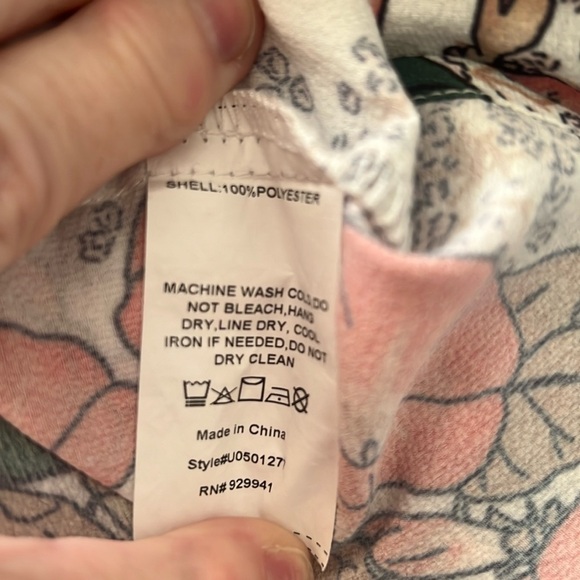 SHELL:100%POLYESTER
MACHINE WASH COLD,DO
NOT BLEACH,HANG
DRY,LINE DRY, COOL
IRON IF NEEDED,DO NOT
DRY CLEAN
Made in China
Style#U0501271
RN# 929941